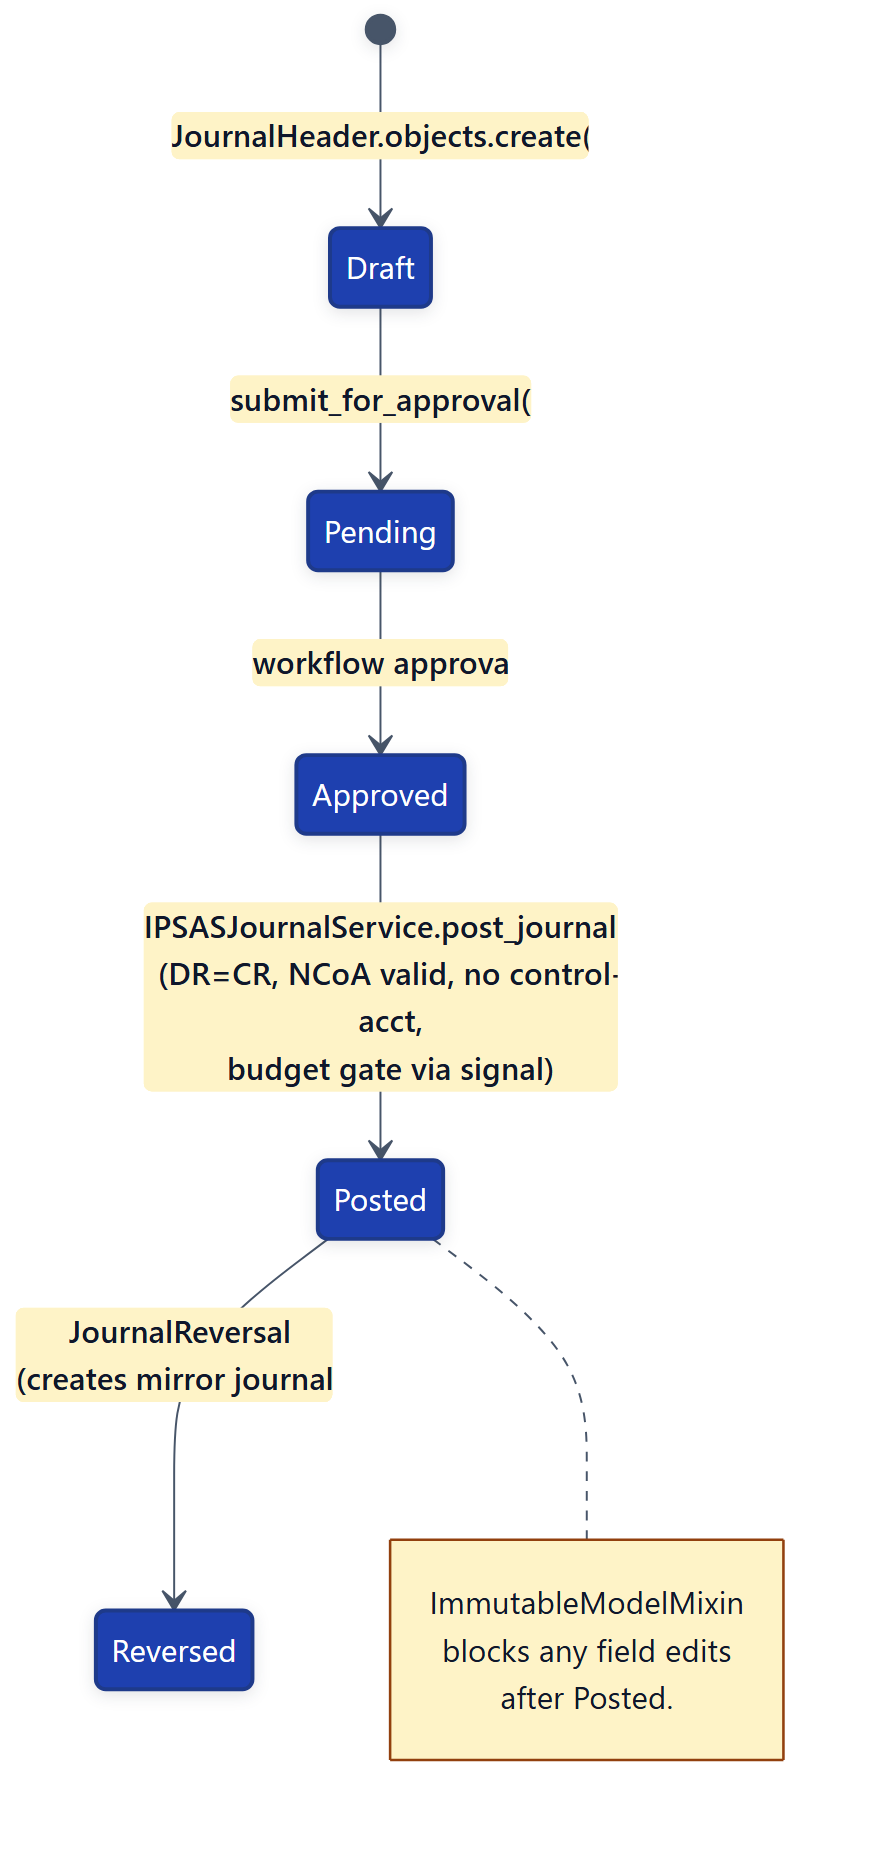 JournalHeader.objects.create(
Draft
submit_for_approval(
Pending
workflow approva
Approved
IPSASJournalService.post_journal
(DR=CR, NCoA valid, no control-
acct,
budget gate via signal)
Posted
JournalReversal
(creates mirror journal
ImmutableModelMixin
blocks any field edits
after Posted.
Reversed